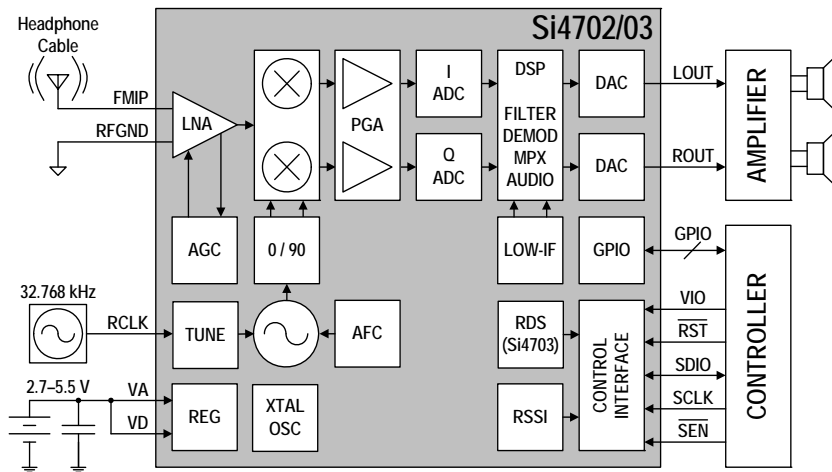 Si4702/03
Headphone
Cable
FMIP
RFGND
LNA
PGA
I
ADC
Q
ADC
DSP
FILTER
DEMOD
MPX
AUDIO
DAC
DAC
LOUT
ROUT
AMPLIFIER
AGC
0 / 90
LOW-IF
GPIO
GPIO
32.768 kHz
RCLK
TUNE
AFC
RDS
(Si4703)
CONTROL
INTERFACE
VIO
RST
SDIO
SCLK
SEN
CONTROLLER
2.7–5.5 V
VA
VD
REG
XTAL
OSC
RSSI